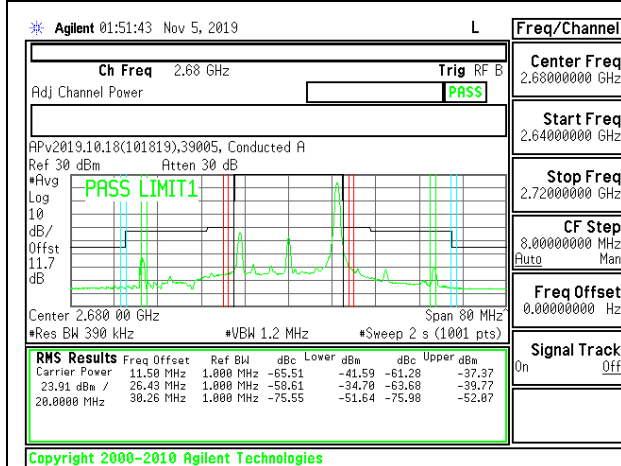 Agilent 01:51:43 Nov 5, 2019 L
Freq/Channel
Ch Freq 2.68 GHz Trig RF B
Adj Channel Power PASS
APv2019.10.18(101819),39005, Conducted A
Ref 30 dBm Atten 30 dB
#Avg
Log
10
dB/
Offst
11.7
dB
PASS LIMIT1
Center 2.680 00 GHz Span 80 MHz^
#Res BW 390 kHz #VBW 1.2 MHz #Sweep 2 s (1001 pts)
RMS Results Freq Offset Ref BW dBc Lower dBm dBc Upper dBm
Carrier Power 11.50 MHz 1.000 MHz -65.51 -41.59 -61.28 -37.37
23.91 dBm / 26.43 MHz 1.000 MHz -58.61 -34.70 -63.68 -39.77
20.0000 MHz 30.26 MHz 1.000 MHz -75.55 -51.64 -75.98 -52.07
Center Freq
2.68000000 GHz
Start Freq
2.64000000 GHz
Stop Freq
2.72000000 GHz
CF Step
8.00000000 MHz
Auto Man
Freq Offset
0.00000000 Hz
Signal Track
On Off
Copyright 2000-2010 Agilent Technologies